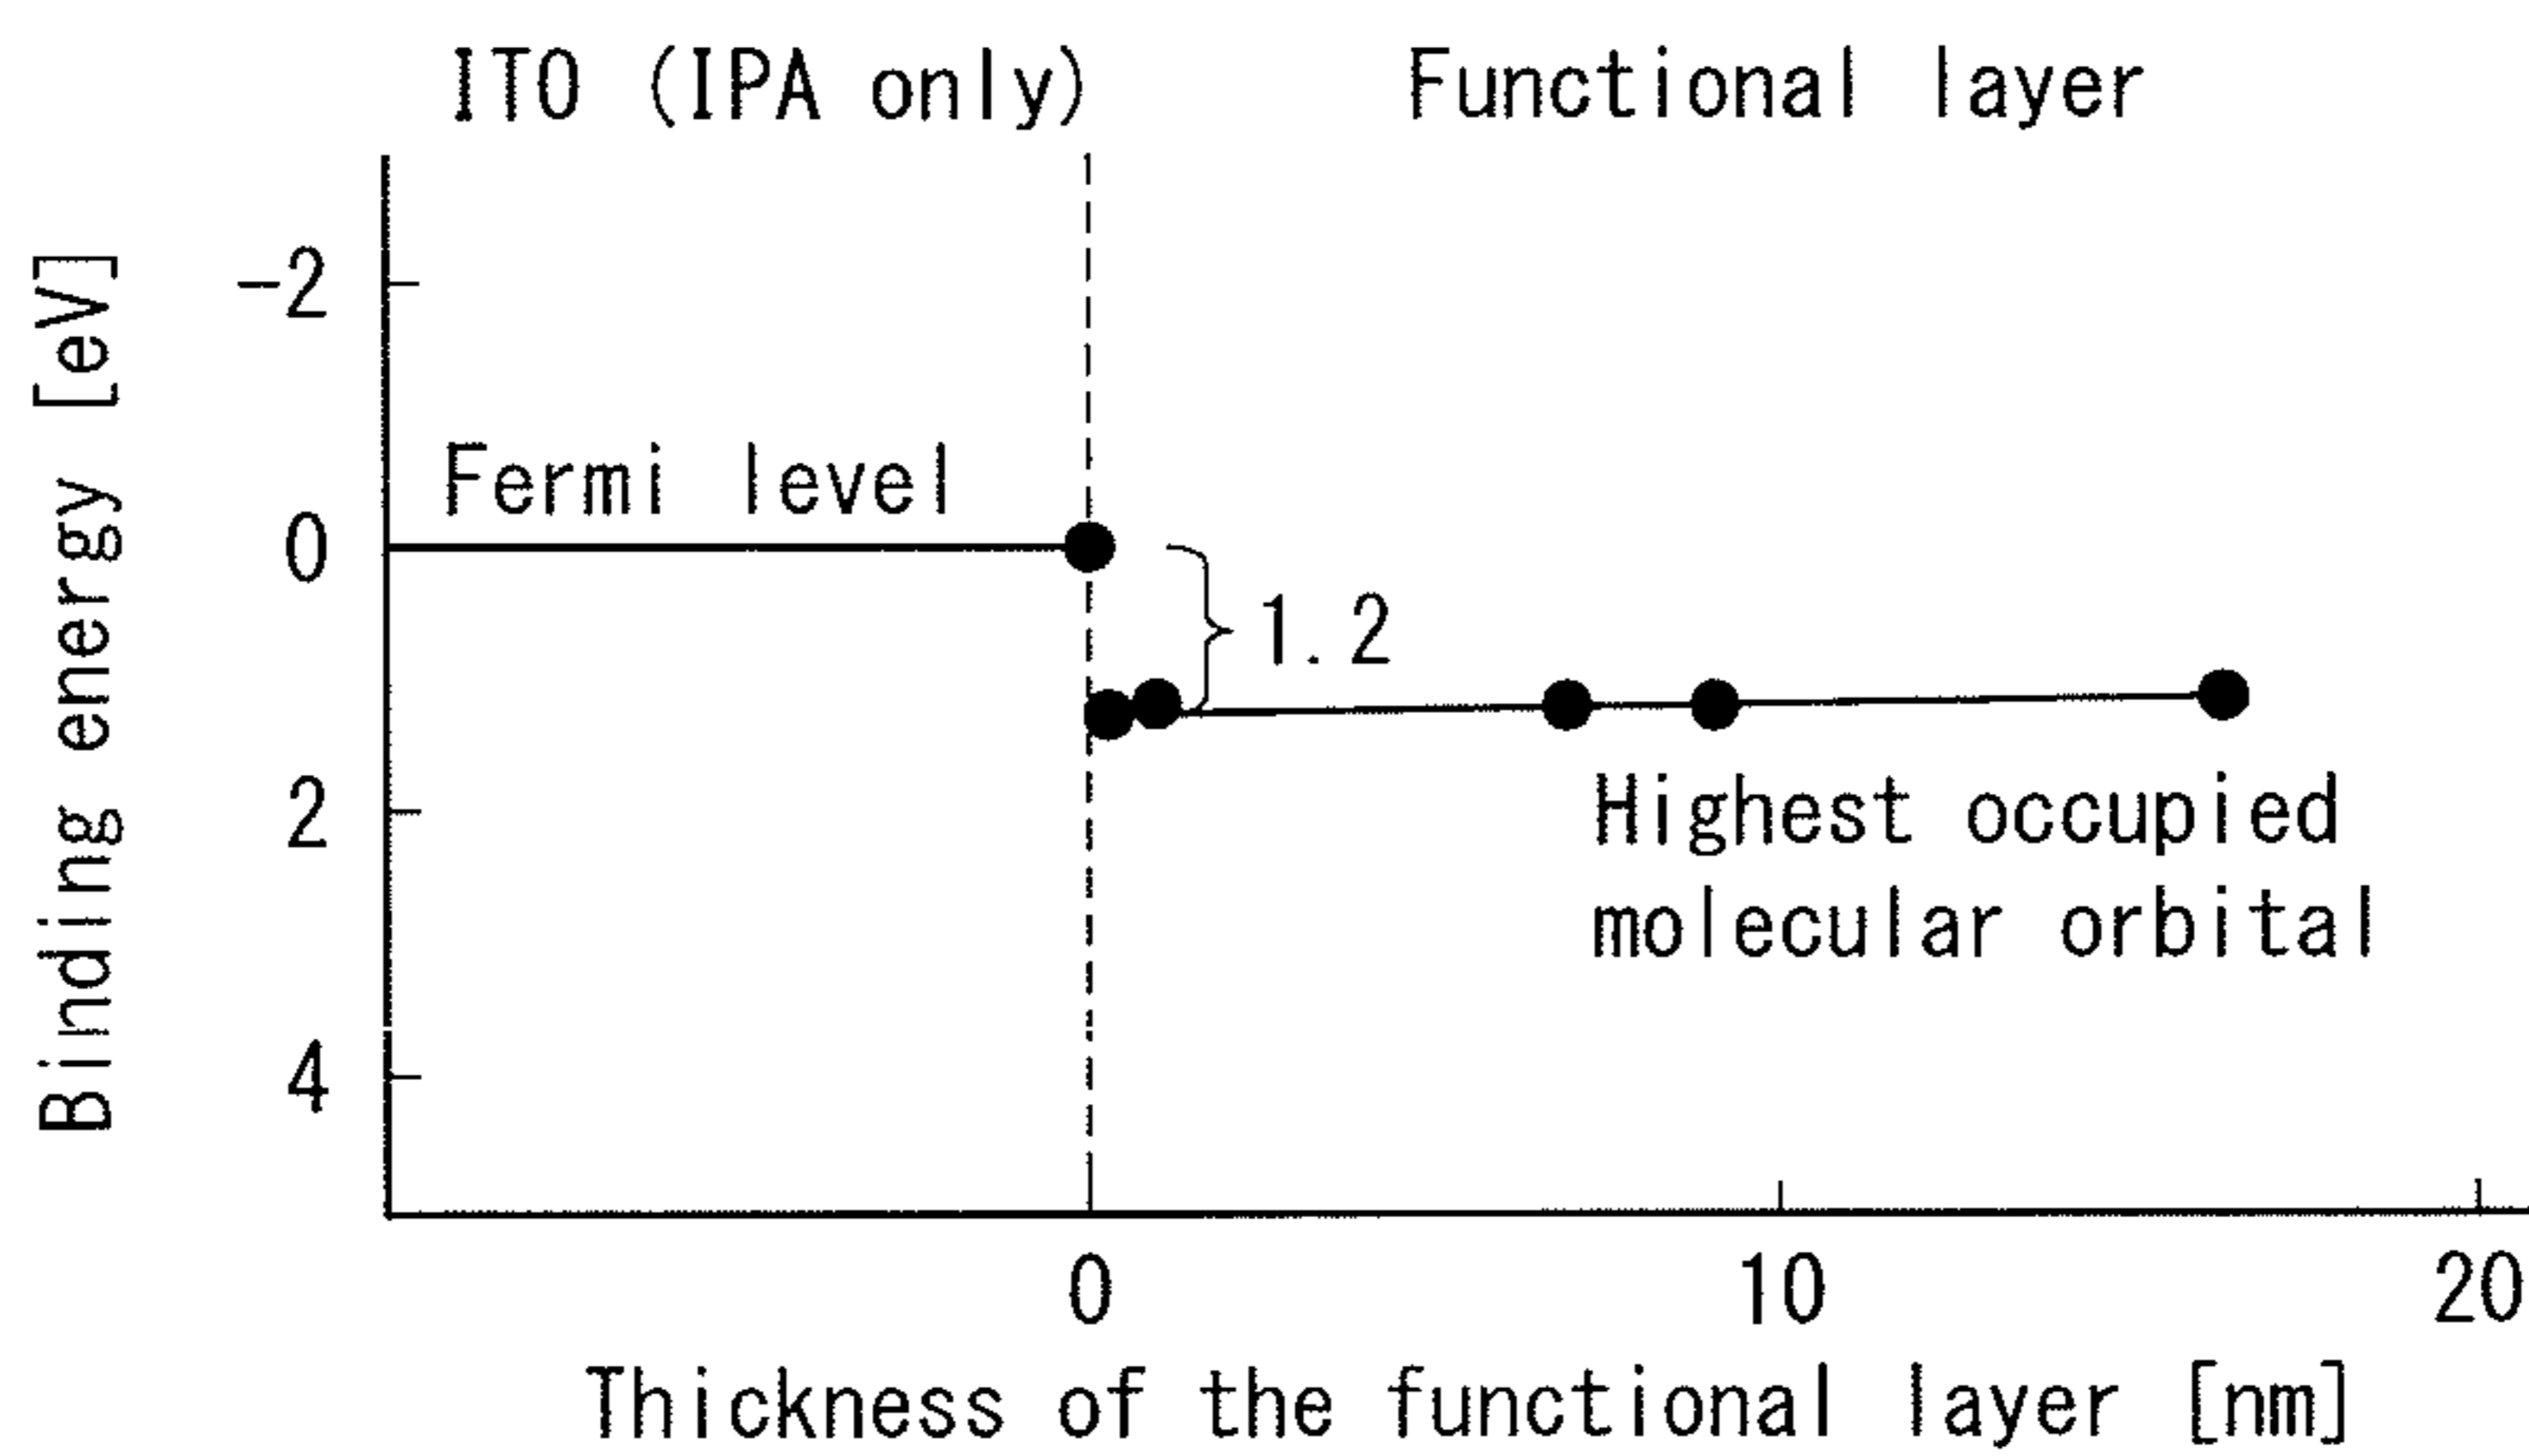 ITO (IPA only)
Functional layer
Binding energy [eV]
-2
0
2
4
Fermi level
1.2
Highest occupied
molecular orbital
0
10
20
Thickness of the functional layer [nm]